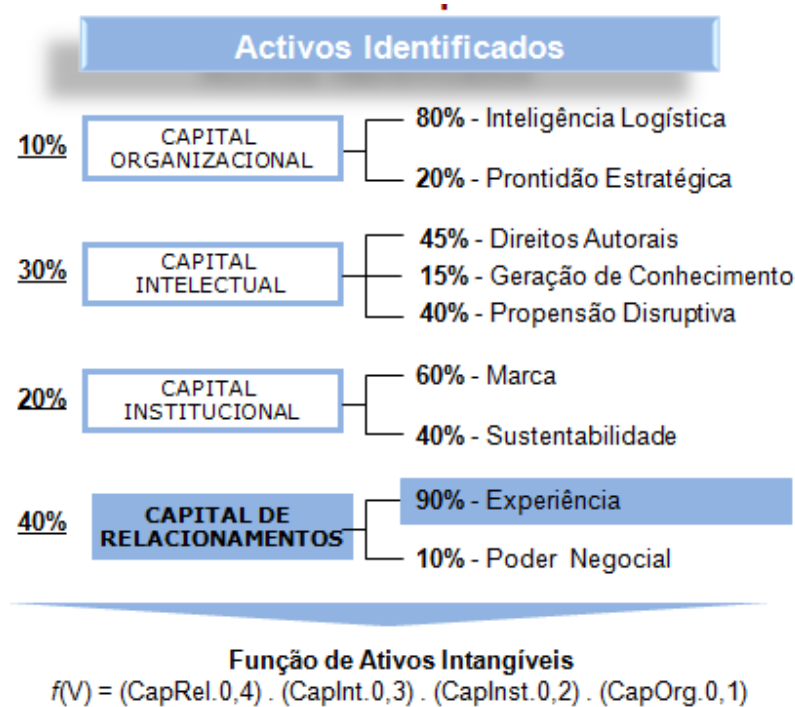 Activos Identificados
10%
CAPITAL
ORGANIZACIONAL
80% - Inteligência Logística
20% - Prontidão Estratégica
30%
CAPITAL
INTELECTUAL
45% - Direitos Autorais
15% - Geração de Conhecimento
40% - Propensão Disruptiva
20%
CAPITAL
INSTITUCIONAL
60% - Marca
40% - Sustentabilidade
40%
CAPITAL DE
RELACIONAMENTOS
90% - Experiência
10% - Poder Negocial
Função de Ativos Intangíveis
f(V) = (CapRel.0,4) . (CapInt.0,3) . (CapInst.0,2) . (CapOrg.0,1)